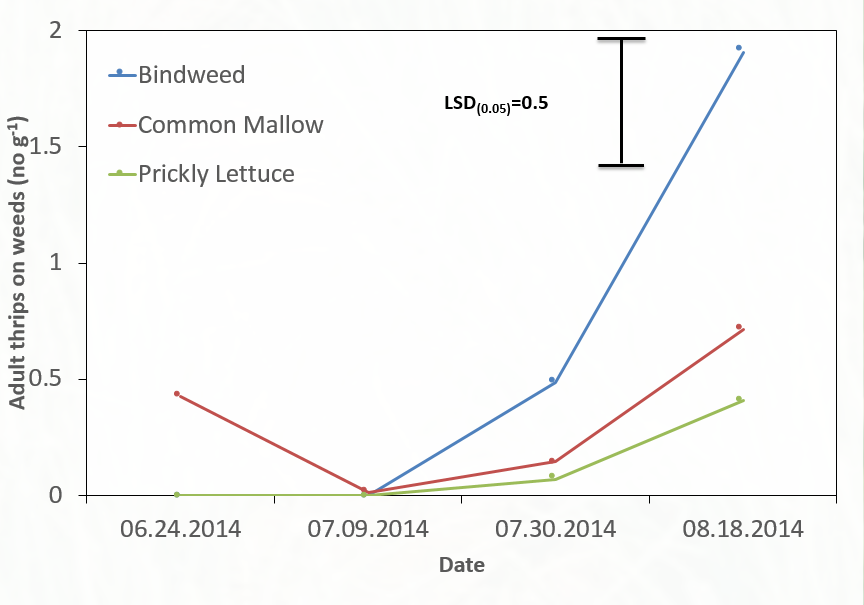 2
Bindweed
LSD(0.05)=0.5
Common Mallow
1.5
Prickly Lettuce
Adult thrips on weeds (no g-1)
1
0.5
0
06.24.2014 07.09.2014 07.30.2014 08.18.2014
Date